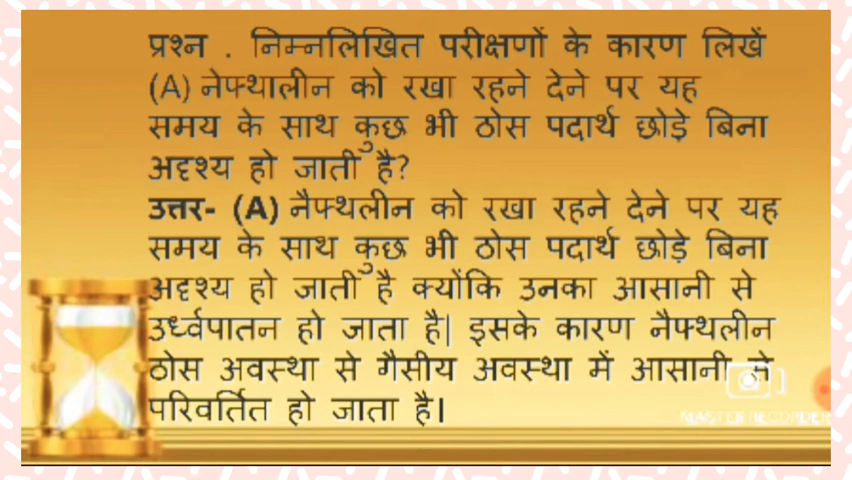 प्रश्न . निम्नलिखित परीक्षणों के कारण लिखें
(A) नेफ्थालीन को रखा रहने देने पर यह
समय के साथ कुछ भी ठोस पदार्थ छोड़े बिना
अदृश्य हो जाती है?
उत्तर- (A) नैफ्थलीन को रखा रहने देने पर यह
समय के साथ कुछ भी ठोस पदार्थ छोड़े बिना
अदृश्य हो जाती है क्योंकि उनका आसानी से
उर्ध्वपातन हो जाता है| इसके कारण नैफ्थलीन
ठोस अवस्था से गैसीय अवस्था में आसानी से
परिवर्तित हो जाता है।
MASTER RECORDER